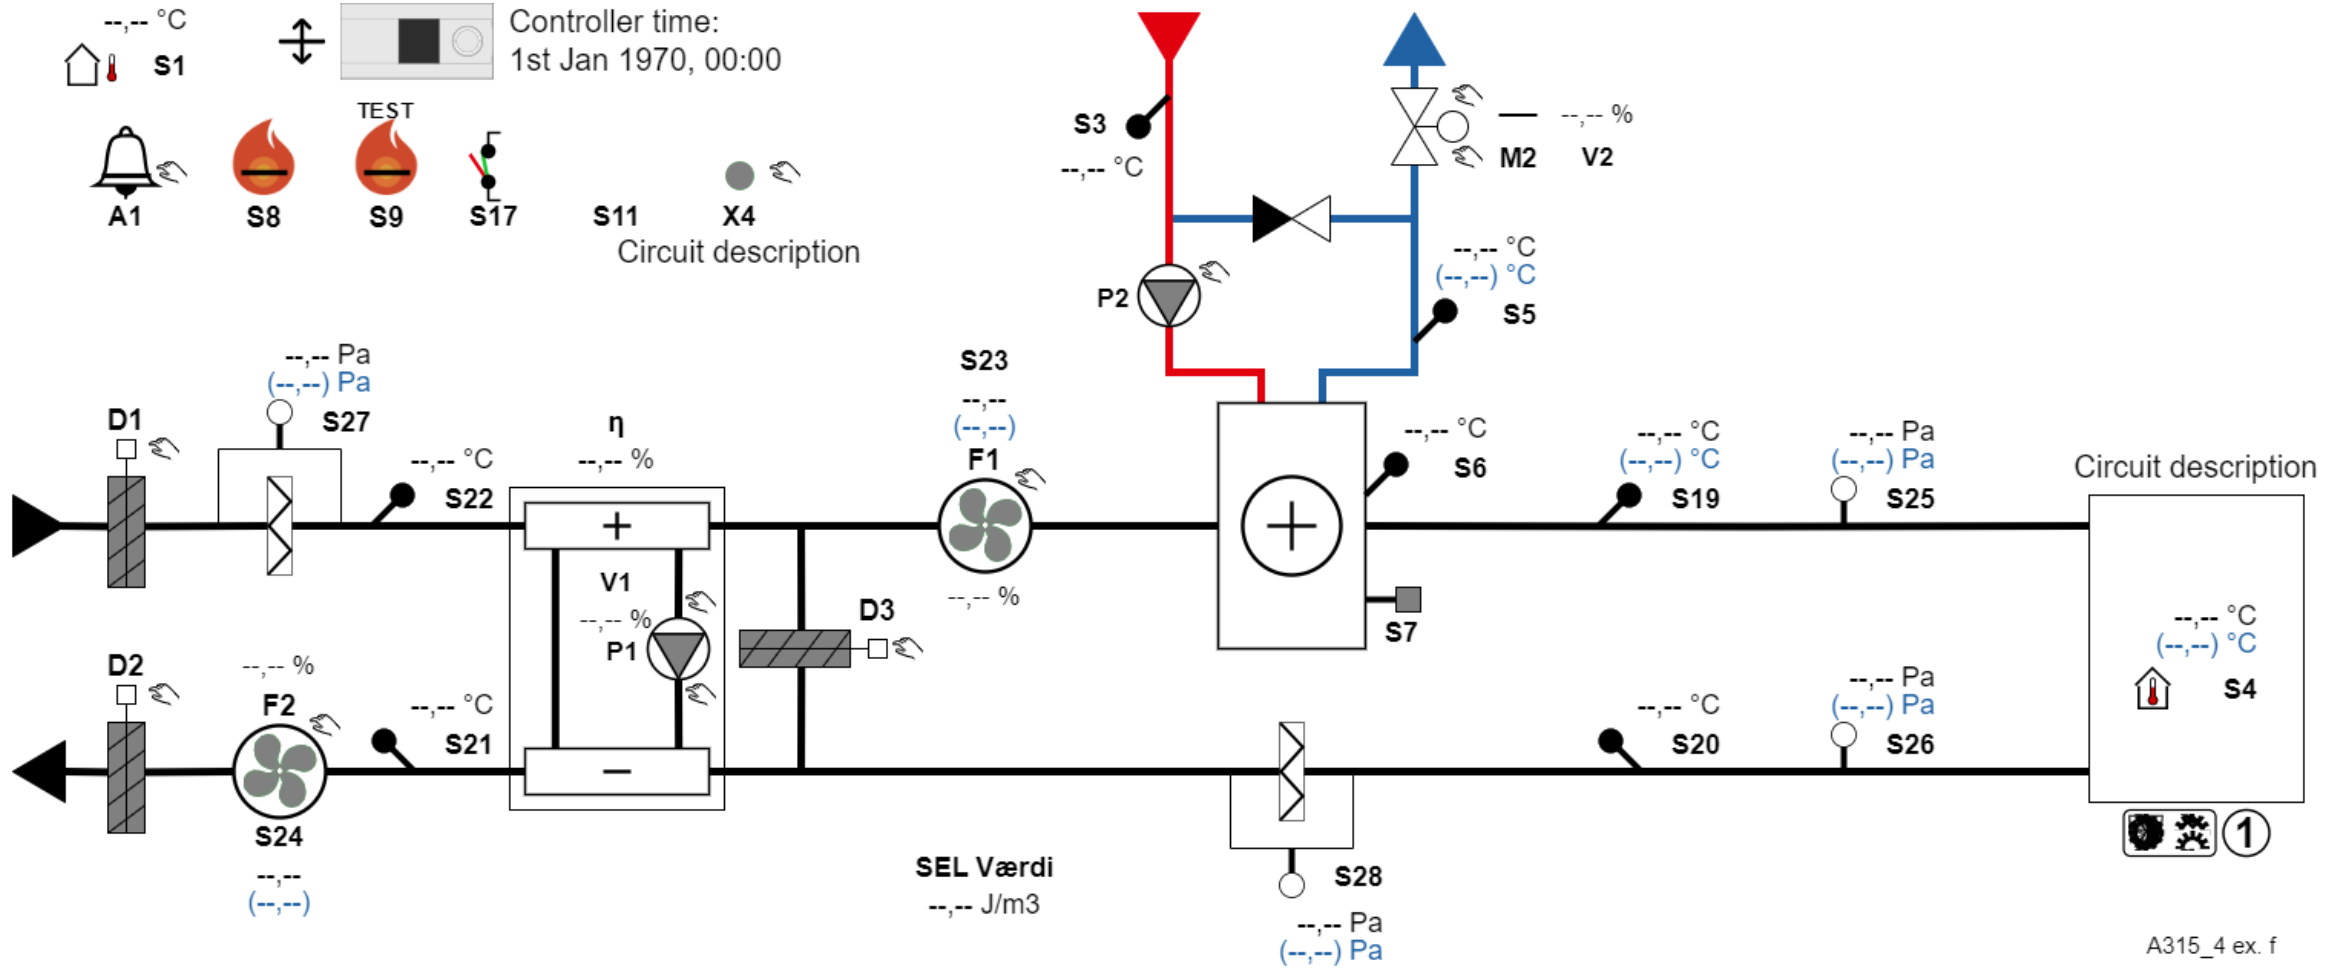 --,-- °C
S1
Controller time:
1st Jan 1970, 00:00
TEST
A1
S8
S9
S17
S11
X4
Circuit description
S3
--,-- °C
--,-- %
M2
V2
--,-- °C
(--,--) °C
S5
P2
--,-- Pa
(--,--) Pa
S27
D1
--,-- °C
S22
η
--,-- %
S23
--,--
(--,--)
F1
--,-- %
--,-- °C
S6
--,-- °C
(--,--) °C
S19
--,-- Pa
(--,--) Pa
S25
Circuit description
V1
--,-- %
P1
D3
S7
--,-- °C
(--,--) °C
S4
D2
--,-- %
F2
S24
--,--
(--,--)
--,-- °C
S21
--,-- °C
S20
--,-- Pa
(--,--) Pa
S26
SEL Værdi
--,-- J/m3
S28
--,-- Pa
(--,--) Pa
1
A315_4 ex. f